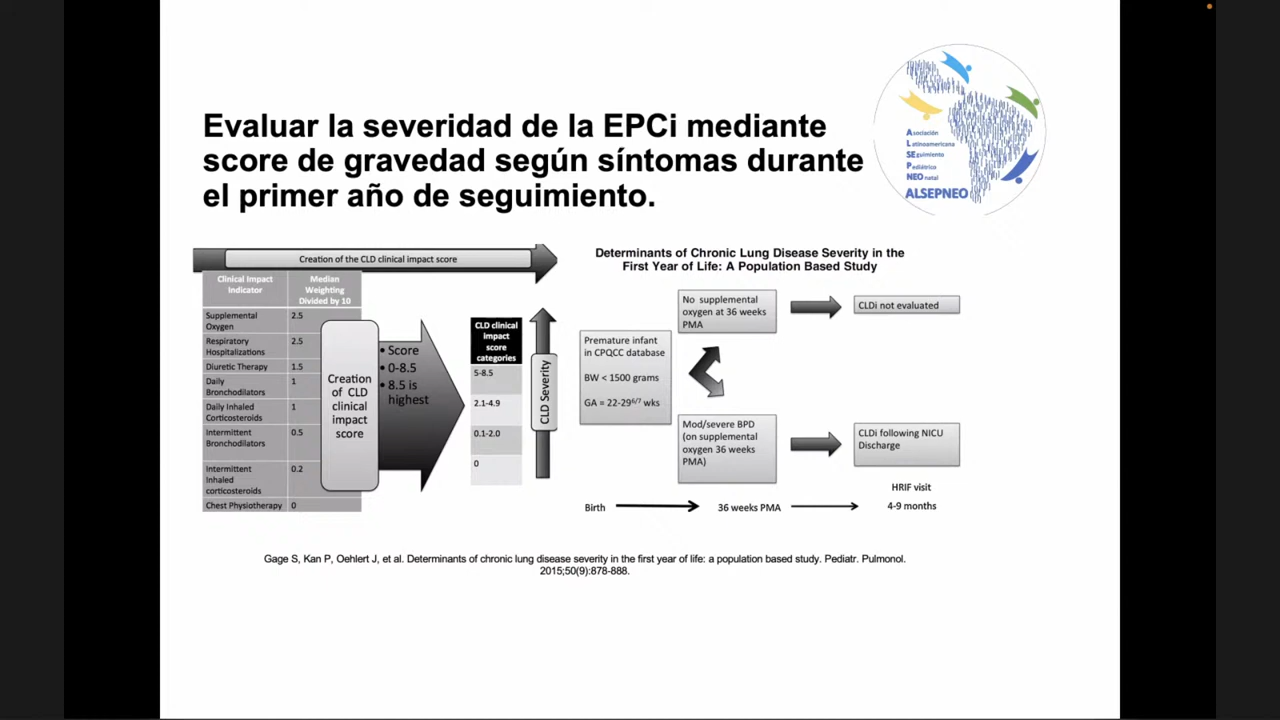 Evaluar la severidad de la EPCi mediante
score de gravedad según síntomas durante
el primer año de seguimiento.
Asociación
Latinoamericana
SEguimiento
Pediátrico
NEO natal
ALSEPNEO
Creation of the CLD clinical impact score
Clinical Impact
Indicator
Median
Weighting
Divided by 10
Supplemental
Oxygen
2.5
Respiratory
Hospitalizations
2.5
Diuretic Therapy
1.5
Daily
Bronchodilators
1
Daily Inhaled
Corticosteroids
1
Intermittent
Bronchodilators
0.5
Intermittent
Inhaled
corticosteroids
0.2
Chest Physiotherapy
0
Creation
of CLD
clinical
impact
score
• Score
• 0-8.5
• 8.5 is
highest
CLD clinical
impact
score
categories
5-8.5
2.1-4.9
0.1-2.0
0
CLD Severity
Determinants of Chronic Lung Disease Severity in the
First Year of Life: A Population Based Study
Premature infant
in CPQCC database
BW < 1500 grams
GA = 22-29⁶/⁷ wks
No supplemental
oxygen at 36 weeks
PMA
CLDi not evaluated
Mod/severe BPD
(on supplemental
oxygen 36 weeks
PMA)
CLDi following NICU
Discharge
HRIF visit
Birth
36 weeks PMA
4-9 months
Gage S, Kan P, Oehlert J, et al. Determinants of chronic lung disease severity in the first year of life: a population based study. Pediatr. Pulmonol.
2015;50(9):878-888.